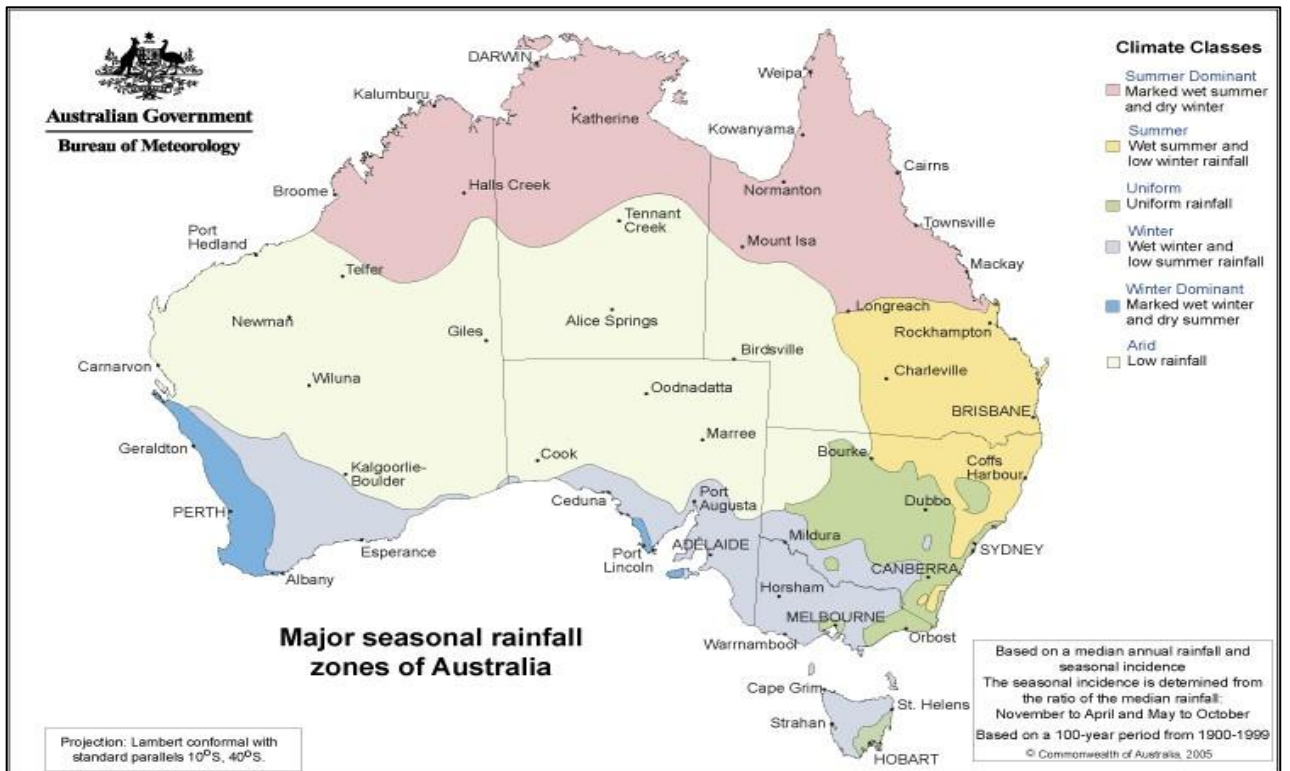 Australian Government
Bureau of Meteorology
DARWIN
Kalumburu
Katherine
Weipa
Kowanyama
Cairns
Broome
Halls Creek
Normanton
Port
Hedland
Tennant
Creek
Townsville
Mount Isa
Telfer
Mackay
Newman
Giles
Alice Springs
Longreach
Rockhampton
Birdsville
Carnarvon
Wiluna
Oodnadatta
Charleville
BRISBANE
Geraldton
Kalgoorlie-
Boulder
Cook
Marree
Bourke
Coffs
Harbour
PERTH
Ceduna
Port
Augusta
Dubbo
Esperance
Port
Lincoln
ADELAIDE
Mildura
SYDNEY
Albany
CANBERRA
Horsham
MELBOURNE
Warrnambool
Orbost
Cape Grim
St. Helens
Strahan
HOBART
Climate Classes
Summer Dominant
Marked wet summer
and dry winter
Summer
Wet summer and
low winter rainfall
Uniform
Uniform rainfall
Winter
Wet winter and
low summer rainfall
Winter Dominant
Marked wet winter
and dry summer
Arid
Low rainfall
Major seasonal rainfall
zones of Australia
Projection: Lambert conformal with
standard parallels 10°S, 40°S.
Based on a median annual rainfall and
seasonal incidence
The seasonal incidence is detemined from
the ratio of the median rainfall:
November to April and May to October
Based on a 100-year period from 1900-1999
© Commonwealth of Australia, 2005